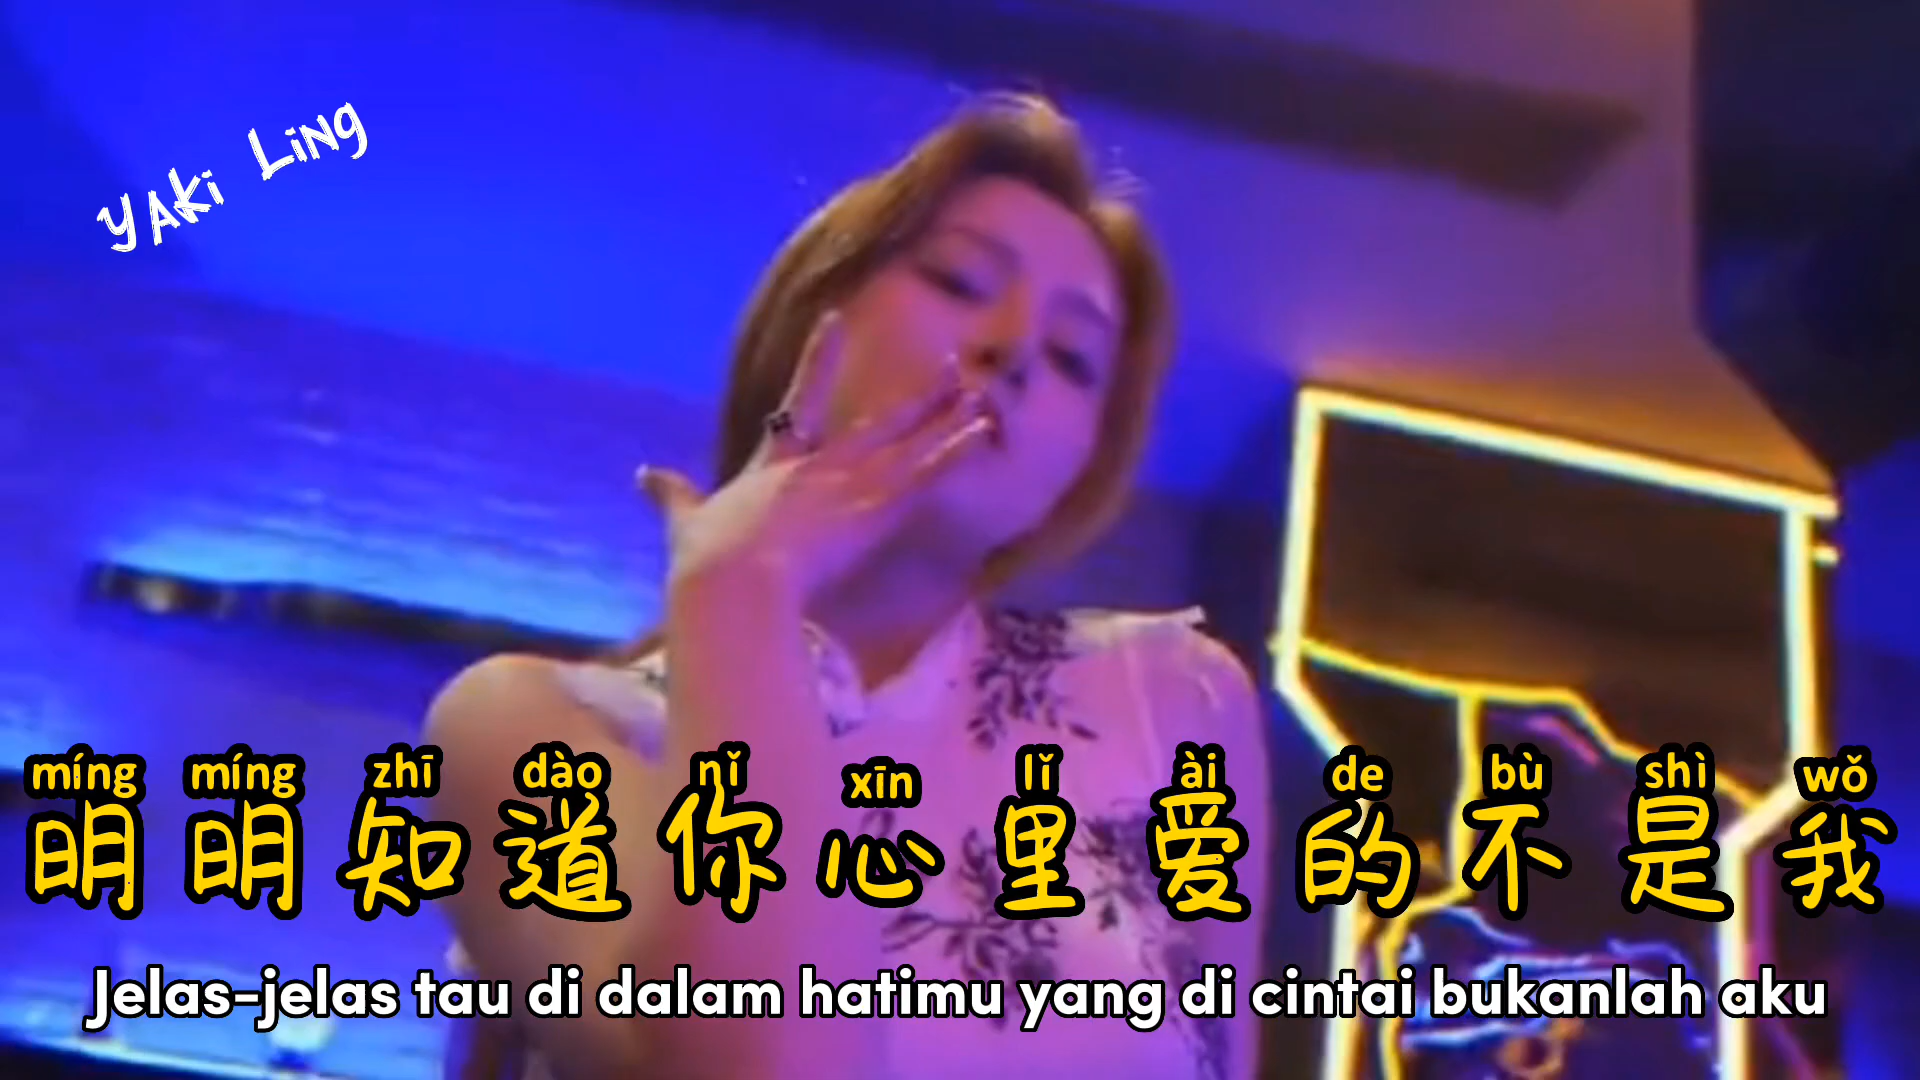 YAki LiNg
míng míng zhī dào nǐ xīn lǐ ài de bù shì wǒ
明明知道你心里爱的不是我
Jelas-jelas tau di dalam hatimu yang di cintai bukanlah aku